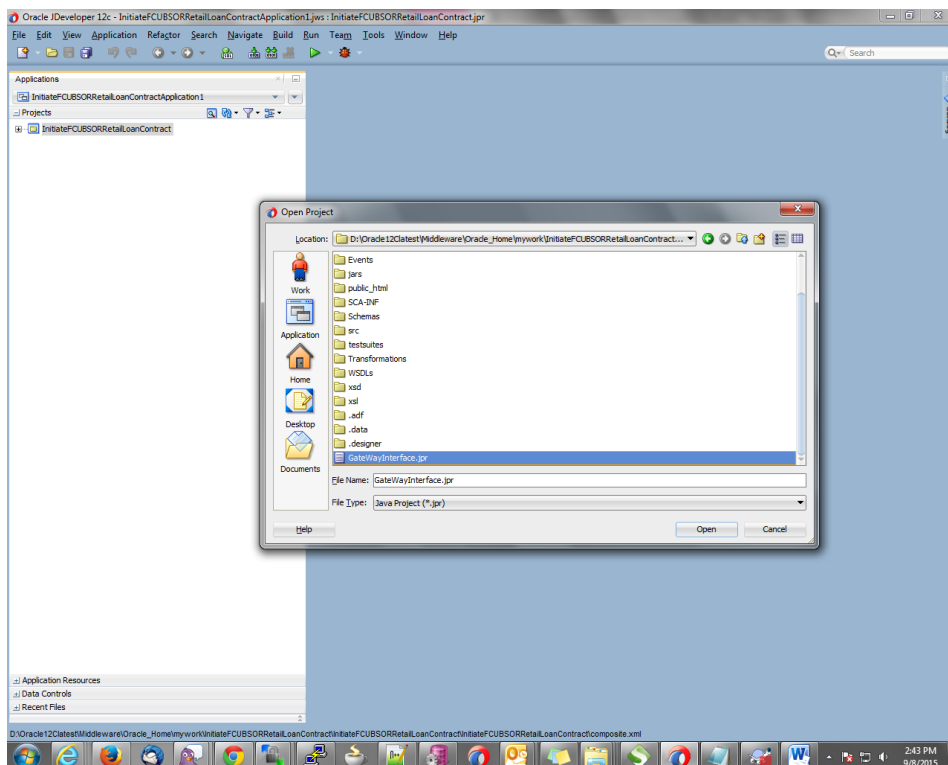 Oracle JDeveloper 12c - InitiateFCUBSORRetailLoanContractApplication1.jws : InitiateFCUBSORRetailLoanContract.jpr
File Edit View Application Refactor Search Navigate Build Run Team Tools Window Help
Search
Applications
InitiateFCUBSORRetailLoanContractApplication1
Projects
InitiateFCUBSORRetailLoanContract
Open Project
Location: D:\Oracle12Clatest\Middleware\Oracle_Home\mywork\InitiateFCUBSORRetailLoanContract...
Work
Application
Home
Desktop
Documents
Events
jars
public_html
SCA-INF
Schemas
src
testsuites
Transformations
WSDLs
xsd
xsl
.adf
.data
.designer
GateWayInterface.jpr
File Name: GateWayInterface.jpr
File Type: Java Project (*.jpr)
Help Open Cancel
Application Resources
Data Controls
Recent Files
D:\Oracle12Clatest\Middleware\Oracle_Home\mywork\InitiateFCUBSORRetailLoanContract\InitiateFCUBSORRetailLoanContract\InitiateFCUBSORRetailLoanContract\composite.xml
2:43 PM
9/8/2015